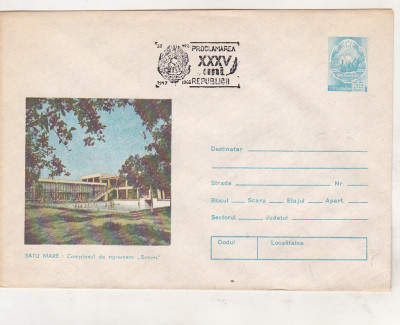 PROCLAMAREA
XXXV
ani
REPUBLICII
1947
Destinatar
Strada Nr.
Blocul Scara Etajul Apart.
Sectorul Județul
Codul Localitatea
SATU MARE - Complexul de agrement „Someș”